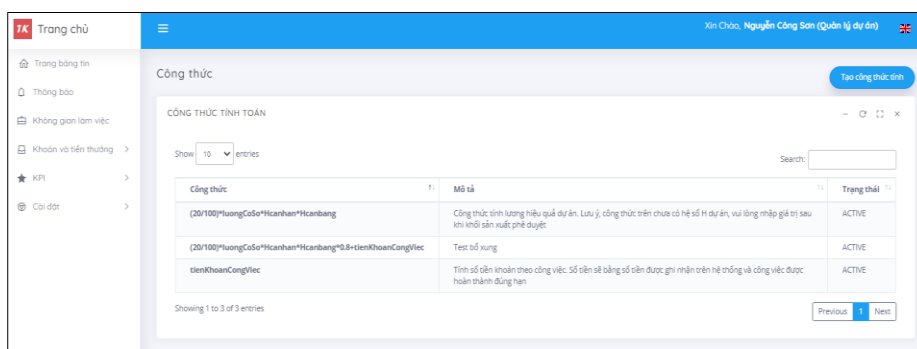 1K Trang chủ
Xin Chào, Nguyễn Công Sơn (Quản lý dự án)
Trang bảng tin
Thông báo
Không gian làm việc
Khoán và tiền thưởng
KPI
Cài đặt
Công thức
Tạo công thức tính
CÔNG THỨC TÍNH TOÁN
Show 10 entries
Search:
Công thức Mô tả Trạng thái
(20/100)*luongCoSo*Hcanhan*Hcanbang Công thức tính lương hiệu quả dự án. Lưu ý, công thức trên chưa có hệ số H dự án, vui lòng nhập giá trị sau ACTIVE
khi khối sản xuất phê duyệt
(20/100)*luongCoSo*Hcanhan*Hcanbang*0.8+tienKhoanCongViec Test bổ xung ACTIVE
tienKhoanCongViec Tính số tiền khoán theo công việc. Số tiền sẽ bằng số tiền được ghi nhận trên hệ thống và công việc được ACTIVE
hoàn thành đúng hạn
Showing 1 to 3 of 3 entries
Previous 1 Next